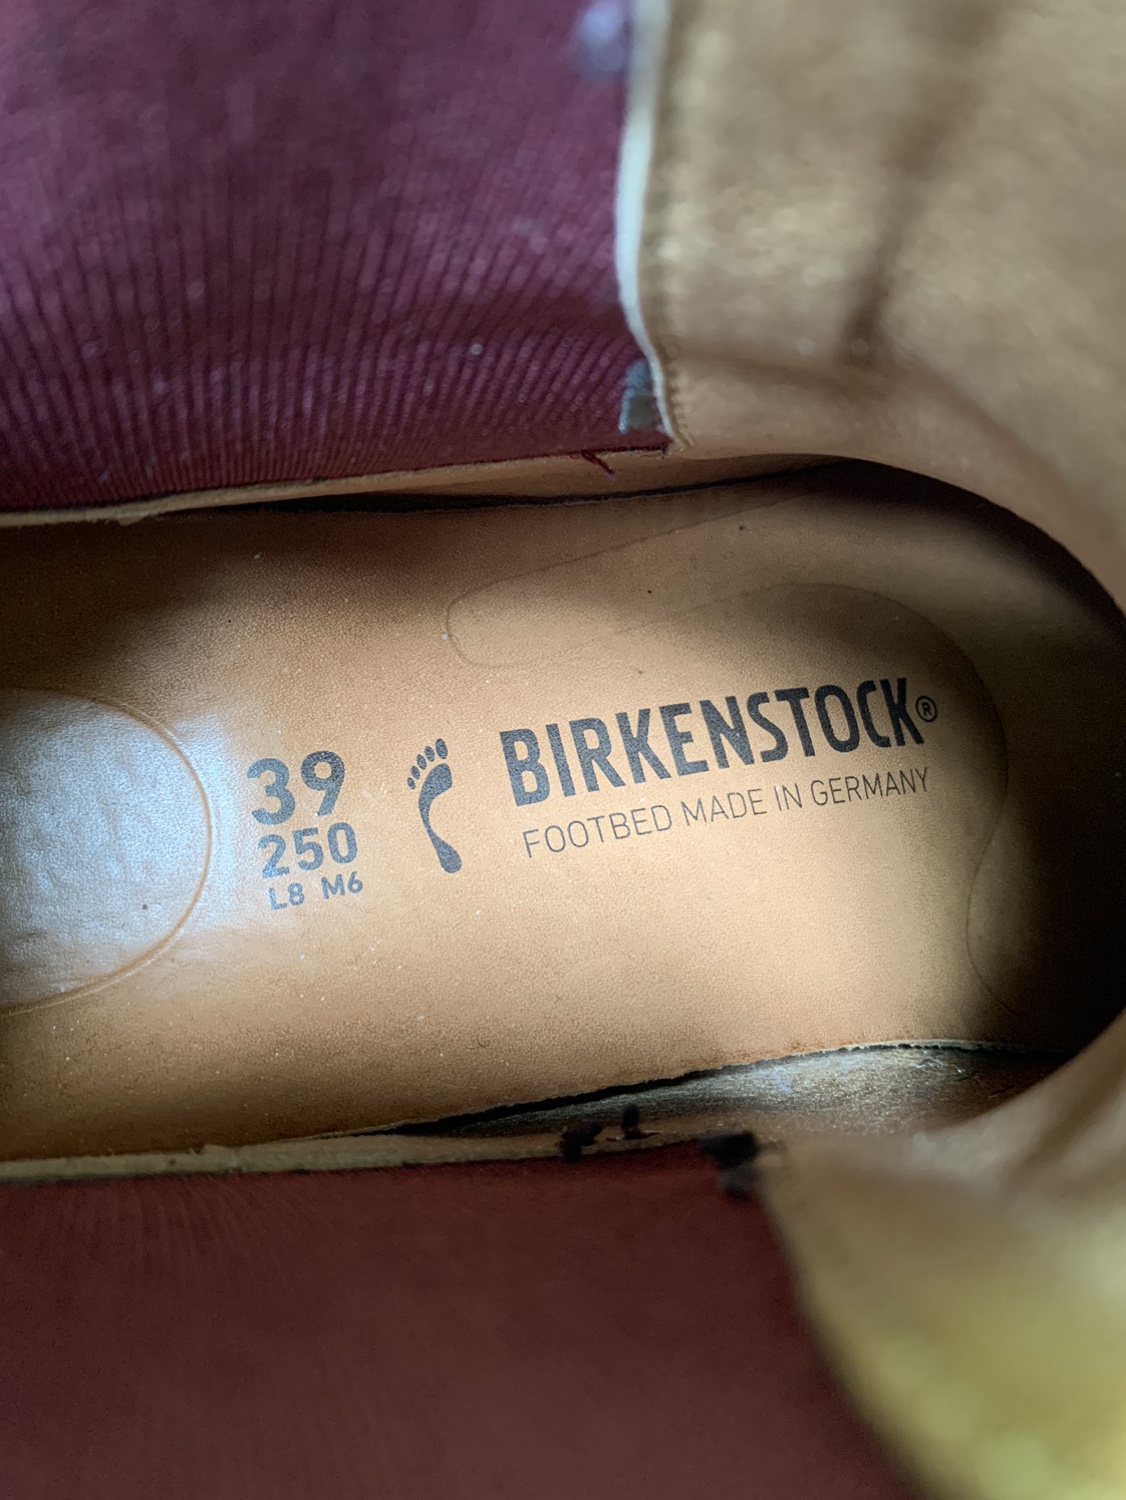 39
250
L8 M6
BIRKENSTOCK®
FOOTBED MADE IN GERMANY